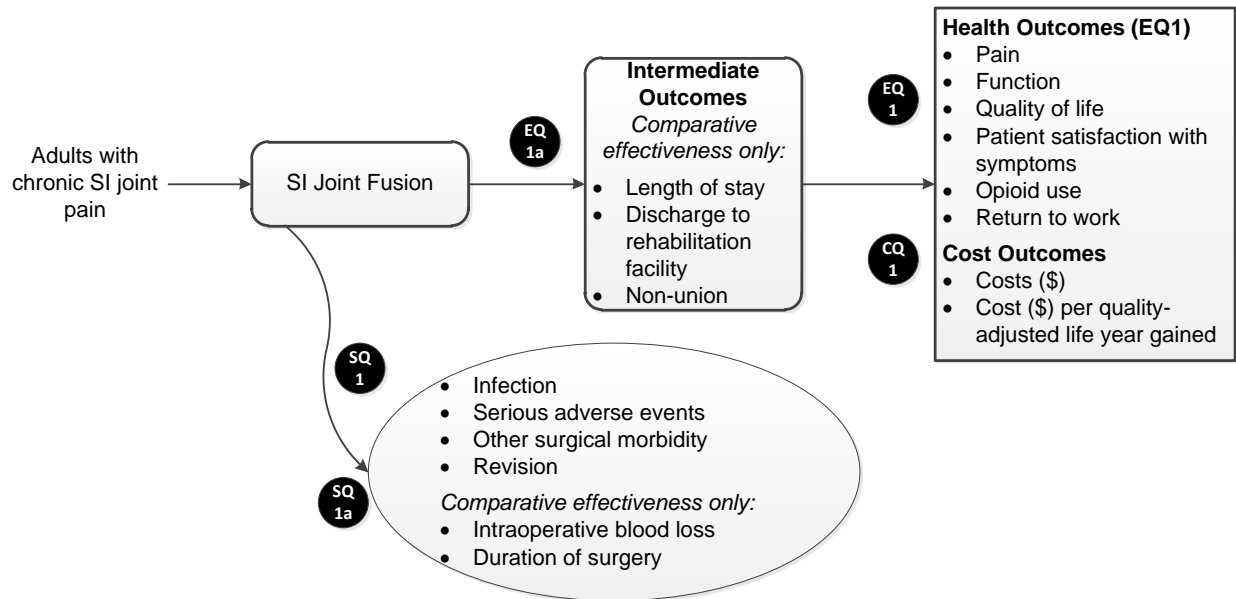 Adults with
chronic SI joint
pain
SI Joint Fusion
EQ
1a
Intermediate
Outcomes
Comparative
effectiveness only:
• Length of stay
• Discharge to
rehabilitation
facility
• Non-union
EQ
1
CQ
1
Health Outcomes (EQ1)
• Pain
• Function
• Quality of life
• Patient satisfaction with
symptoms
• Opioid use
• Return to work
Cost Outcomes
• Costs ($)
• Cost ($) per quality-
adjusted life year gained
SQ
1
SQ
1a
• Infection
• Serious adverse events
• Other surgical morbidity
• Revision
Comparative effectiveness only:
• Intraoperative blood loss
• Duration of surgery